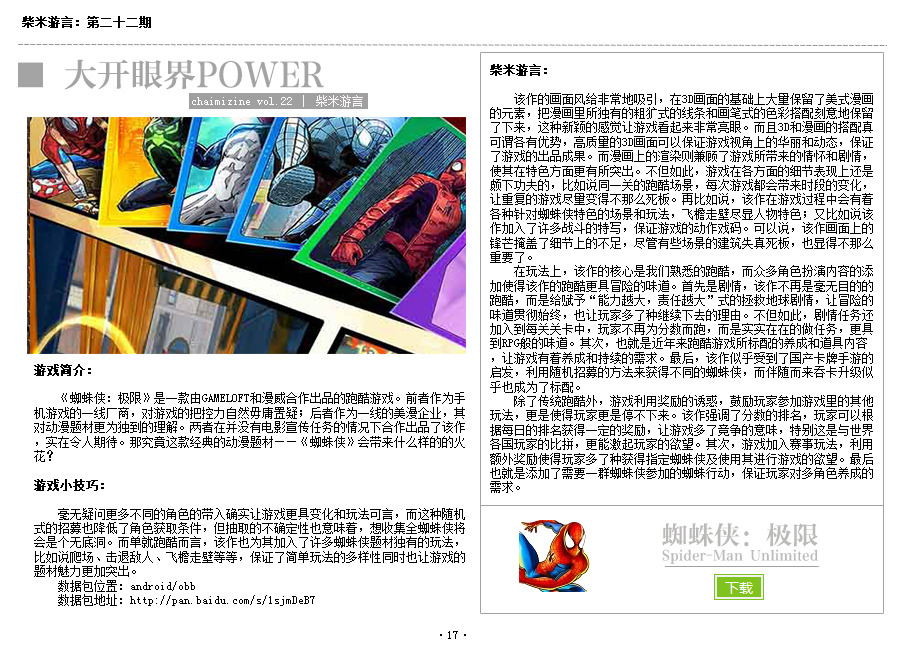 柴米游言：第二十二期
大开眼界POWER
chaimizine vol.22 | 柴米游言
游戏简介：
《蜘蛛侠：极限》是一款由GAMELOFT和漫威合作出品的跑酷游戏。前者作为手
机游戏的一线厂商，对游戏的把控力自然毋庸置疑；后者作为一线的美漫企业，其
对动漫题材更为独到的理解。两者在并没有电影宣传任务的情况下合作出品了该作
，实在令人期待。那究竟这款经典的动漫题材——《蜘蛛侠》会带来什么样的的火
花？
游戏小技巧：
毫无疑问更多不同的角色的带入确实让游戏更具变化和玩法可言，而这种随机
式的招募也降低了角色获取条件，但抽取的不确定性也意味着，想收集全蜘蛛侠将
会是个无底洞。而单就跑酷而言，该作也为其加入了许多蜘蛛侠题材独有的玩法，
比如说爬场、击退敌人、飞檐走壁等等，保证了简单玩法的多样性同时也让游戏的
题材魅力更加突出。
数据包位置：android/obb
数据包地址：http://pan.baidu.com/s/1sjmDeB7
柴米游言：
该作的画面风给非常地吸引，在3D画面的基础上大量保留了美式漫画
的元素，把漫画里所独有的粗犷式的线条和画笔式的色彩搭配刻意地保留
了下来，这种新颖的感觉让游戏看起来非常亮眼。而且3D和漫画的搭配真
可谓各有优势，高质量的3D画面可以保证游戏视角上的华丽和动态，保证
了游戏的出品成果。而漫画上的渲染则兼顾了游戏所带来的情怀和剧情，
使其在特色方面更有所突出。不但如此，游戏在各方面的细节表现上还是
颇下功夫的，比如说同一关的跑酷场景，每次游戏都会带来时段的变化，
让重复的游戏尽量变得不那么死板。再比如说，该作在游戏过程中会有着
各种针对蜘蛛侠特色的场景和玩法，飞檐走壁尽显人物特色；又比如说该
作加入了许多战斗的特写，保证游戏的动作戏码。可以说，该作画面上的
锋芒掩盖了细节上的不足，尽管有些场景的建筑失真死板，也显得不那么
重要了。
在玩法上，该作的核心是我们熟悉的跑酷，而众多角色扮演内容的添
加使得该作的跑酷更具冒险的味道。首先是剧情，该作不再是毫无目的的
跑酷，而是给赋予“能力越大，责任越大”式的拯救地球剧情，让冒险的
味道贯彻始终，也让玩家多了种继续下去的理由。不但如此，剧情任务还
加入到每关关卡中，玩家不再为分数而跑，而是实实在在的做任务，更具
到RPG般的味道。其次，也就是近年来跑酷游戏所标配的养成和道具内容
，让游戏有着养成和持续的需求。最后，该作似乎受到了国产卡牌手游的
启发，利用随机招募的方法来获得不同的蜘蛛侠，而伴随而来吞卡升级似
乎也成为了标配。
除了传统跑酷外，游戏利用奖励的诱惑，鼓励玩家参加游戏里的其他
玩法，更是使得玩家更是停不下来。该作强调了分数的排名，玩家可以根
据每日的排名获得一定的奖励，让游戏多了竞争的意味，特别这是与世界
各国玩家的比拼，更能激起玩家的欲望。其次，游戏加入赛事玩法，利用
额外奖励使得玩家多了种获得指定蜘蛛侠及使用其进行游戏的欲望。最后
也就是添加了需要一群蜘蛛侠参加的蜘蛛行动，保证玩家对多角色养成的
需求。
蜘蛛侠：极限
Spider-Man Unlimited
下载
·17·